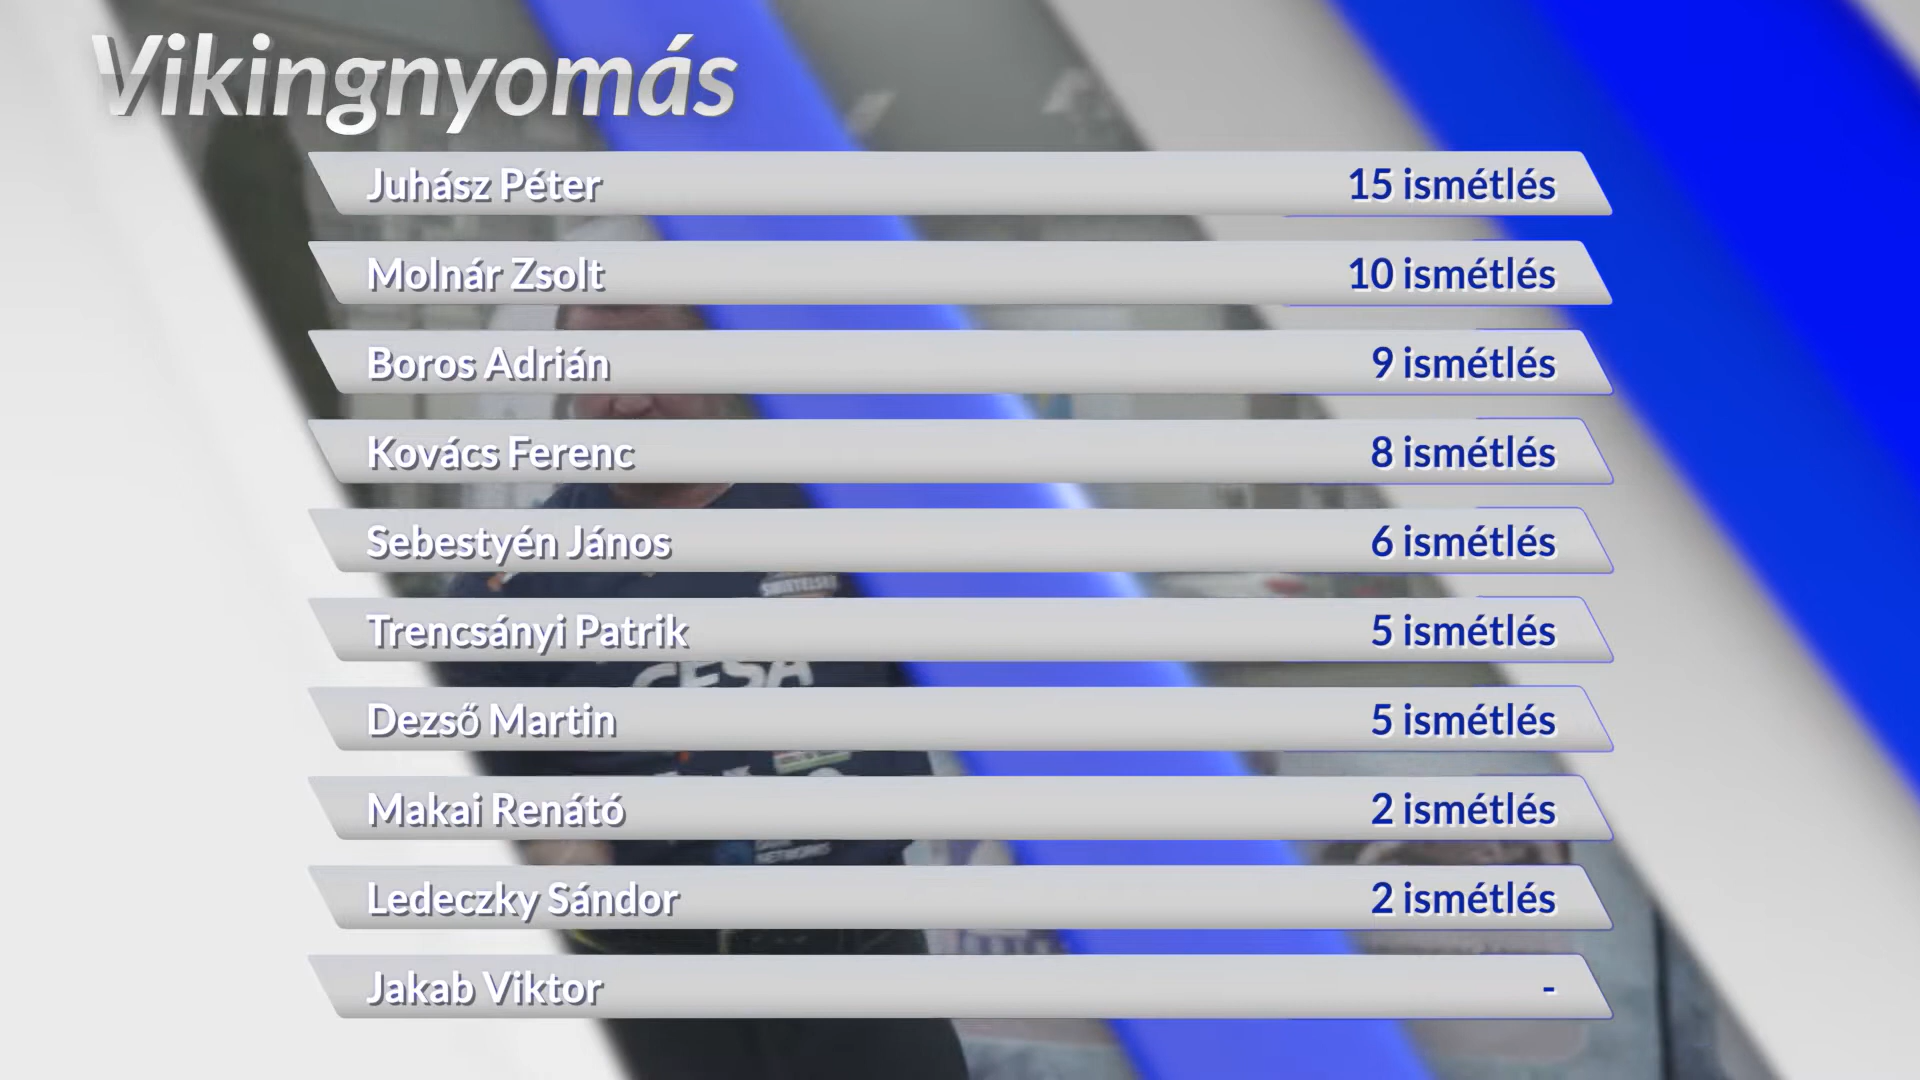 Vikingnyomás
Juhász Péter 15 ismétlés
Molnár Zsolt 10 ismétlés
Boros Adrián 9 ismétlés
Kovács Ferenc 8 ismétlés
Sebestyén János 6 ismétlés
Trencsányi Patrik 5 ismétlés
Dezső Martin 5 ismétlés
Makai Renátó 2 ismétlés
Ledeczky Sándor 2 ismétlés
Jakab Viktor -